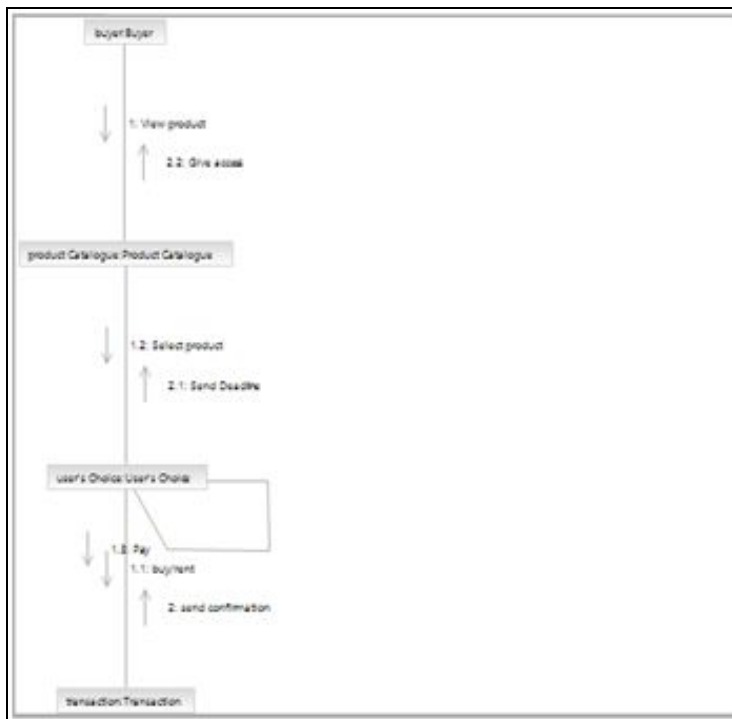 buyer:Buyer
1: View product
2.2: Give access
product Catalogue:Product Catalogue
1.2: Select product
2.1: Send Deadline
user's Choice:User's Choice
1.3: Pay
1.1: buy/rent
2: send confirmation
transaction:Transaction